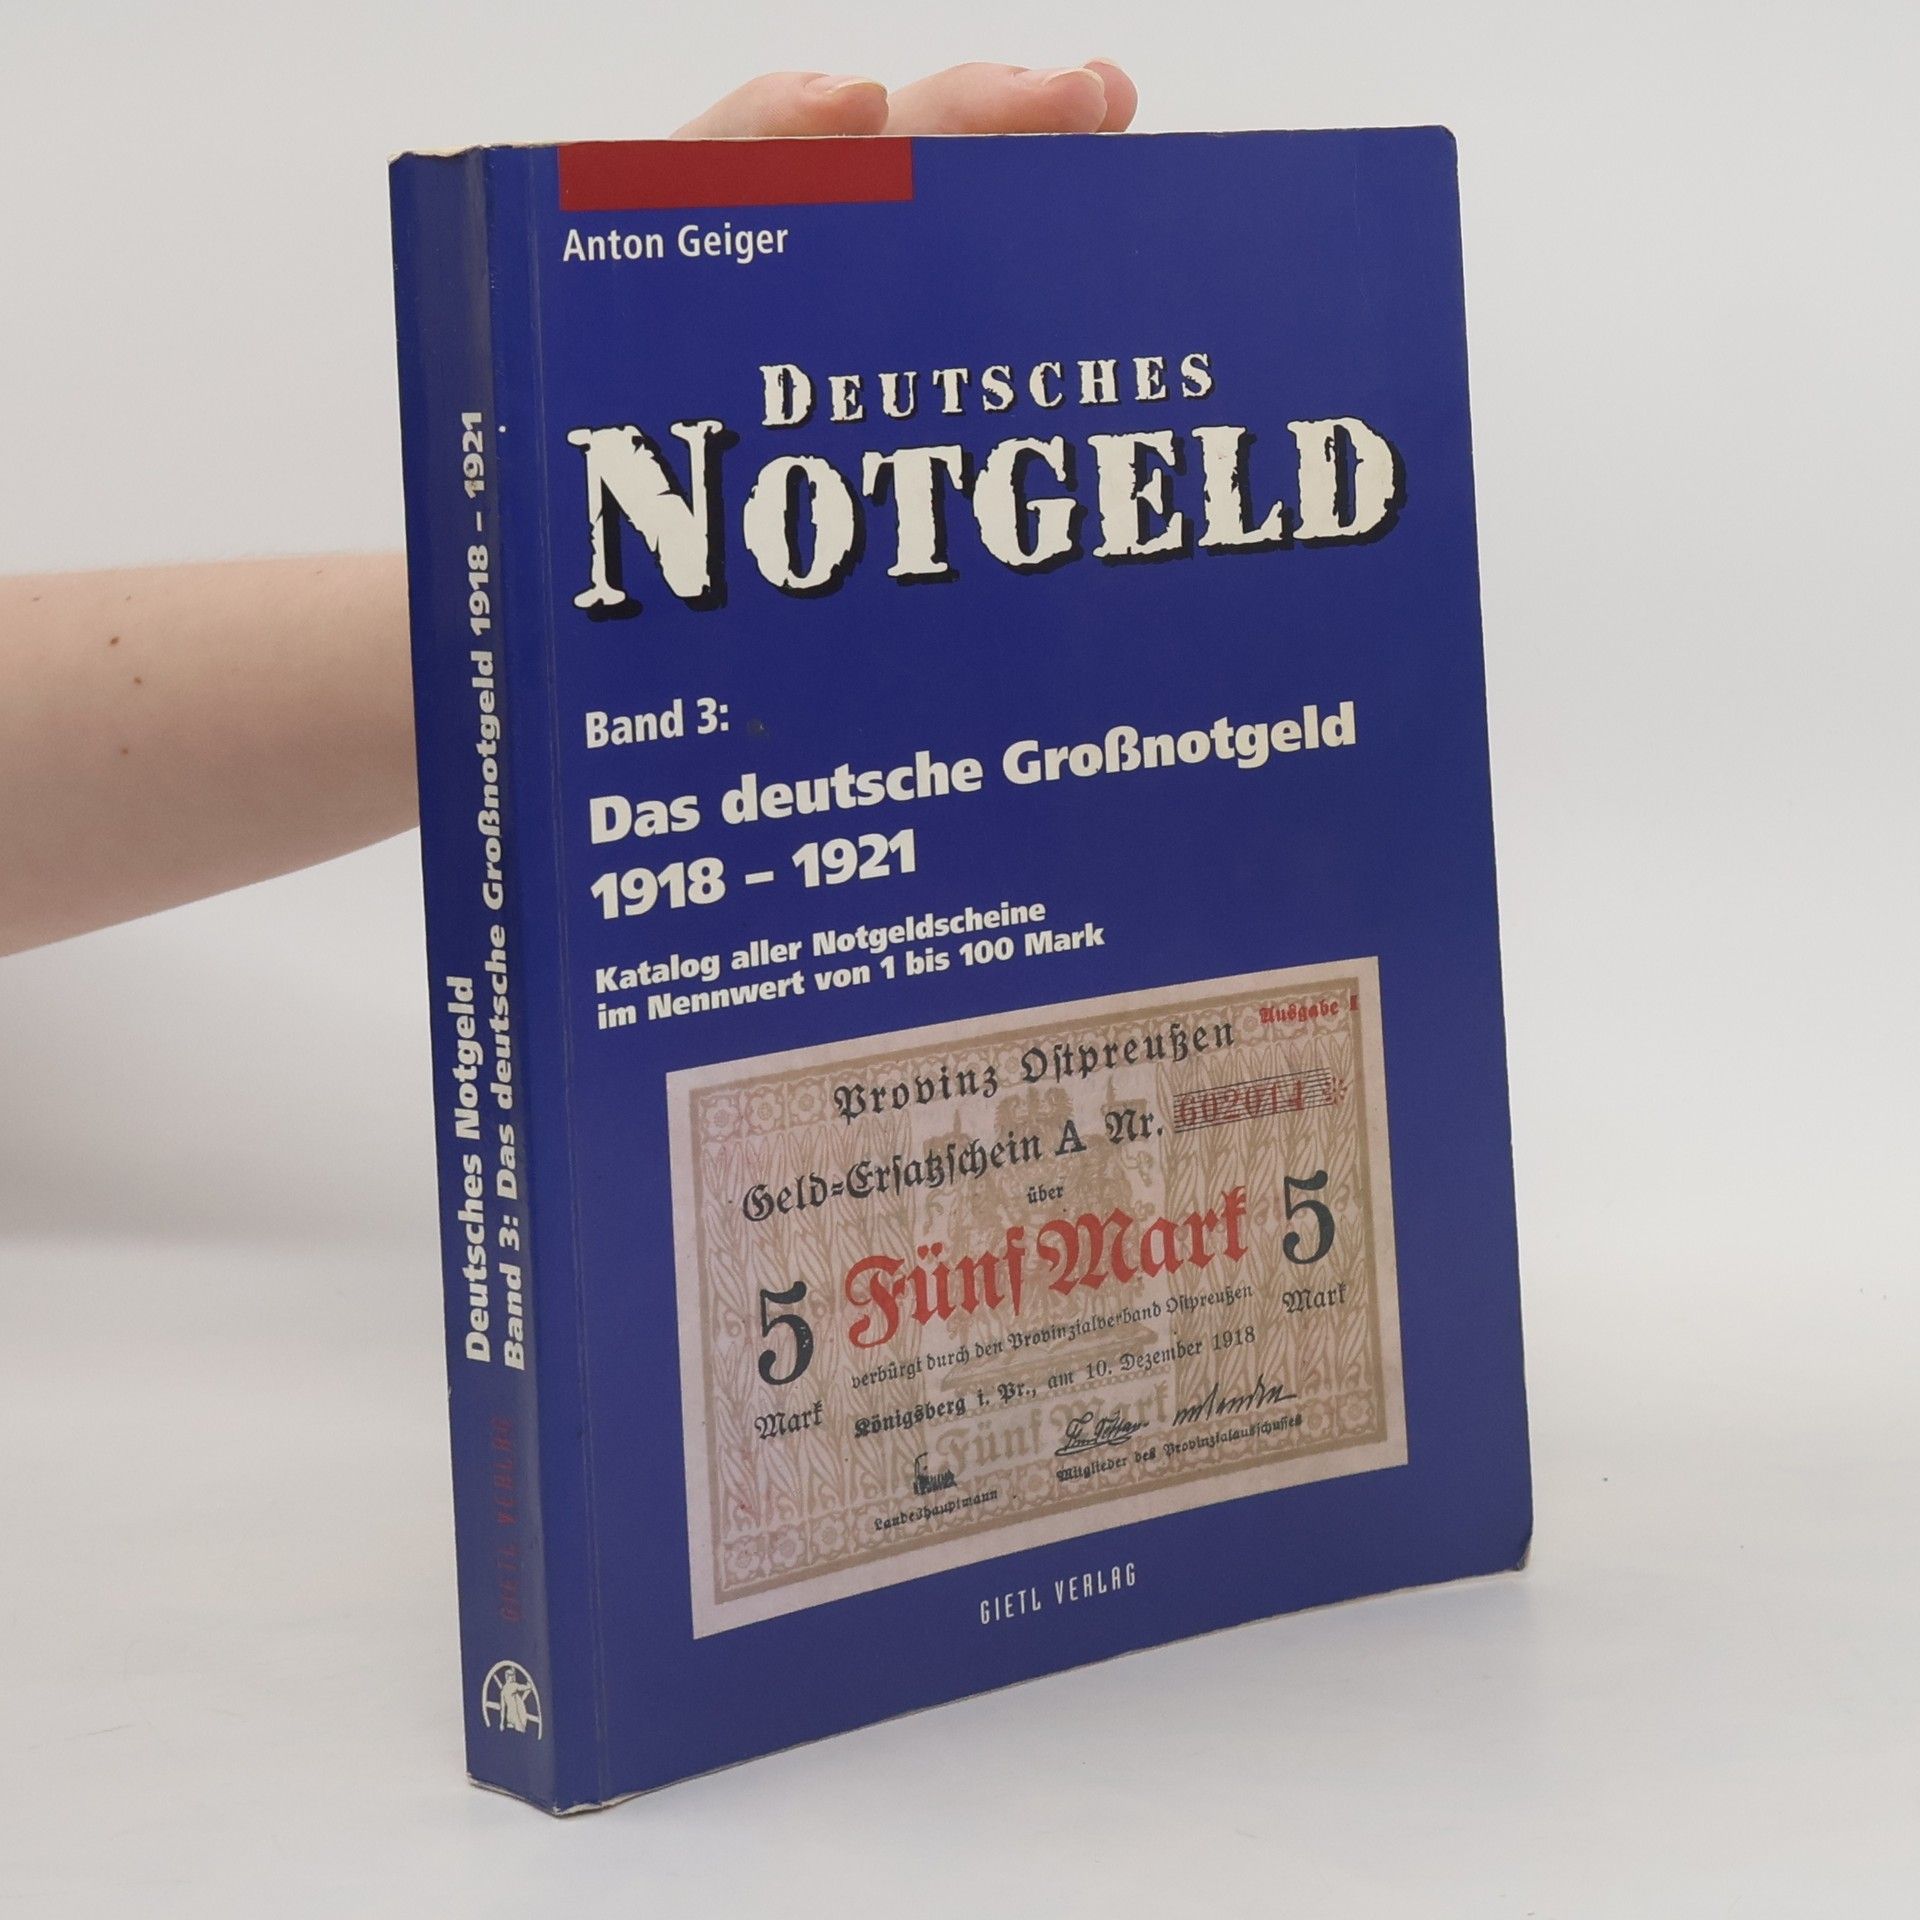 Anton Geiger
DEUTSCHES
NOTGELD
Band 3:
Das deutsche Großnotgeld
1918 – 1921
Katalog aller Notgeldscheine
im Nennwert von 1 bis 100 Mark
Ausgabe I
Provinz Ostpreußen
Geld=Ersatzschein A Nr. 602014 *
über
5 Fünf Mark 5
Mark Mark
verbürgt durch den Provinzialverband Ostpreußen
Königsberg i. Pr., am 10. Dezember 1918
Fünf Mark
Landeshauptmann
Mitglieder des Provinzialausschusses
GIETL VERLAG
Deutsches Notgeld
Band 3: Das deutsche Großnotgeld 1918 – 1921
GIETL VERLAG